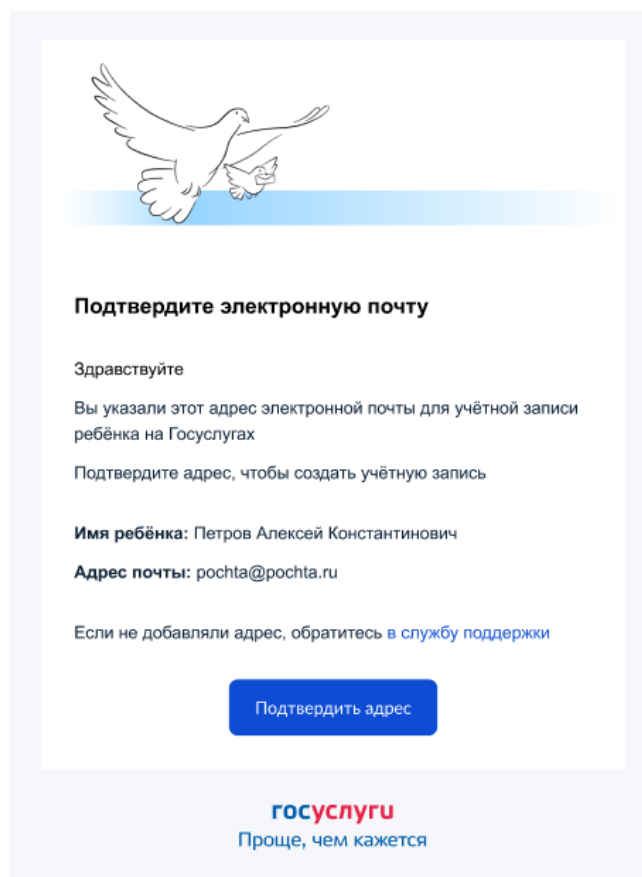 Подтвердите электронную почту
Здравствуйте
Вы указали этот адрес электронной почты для учётной записи
ребёнка на Госуслугах
Подтвердите адрес, чтобы создать учётную запись
Имя ребёнка: Петров Алексей Константинович
Адрес почты: pochta@pochta.ru
Если не добавляли адрес, обратитесь в службу поддержки
Подтвердить адрес
госуслуги
Проще, чем кажется